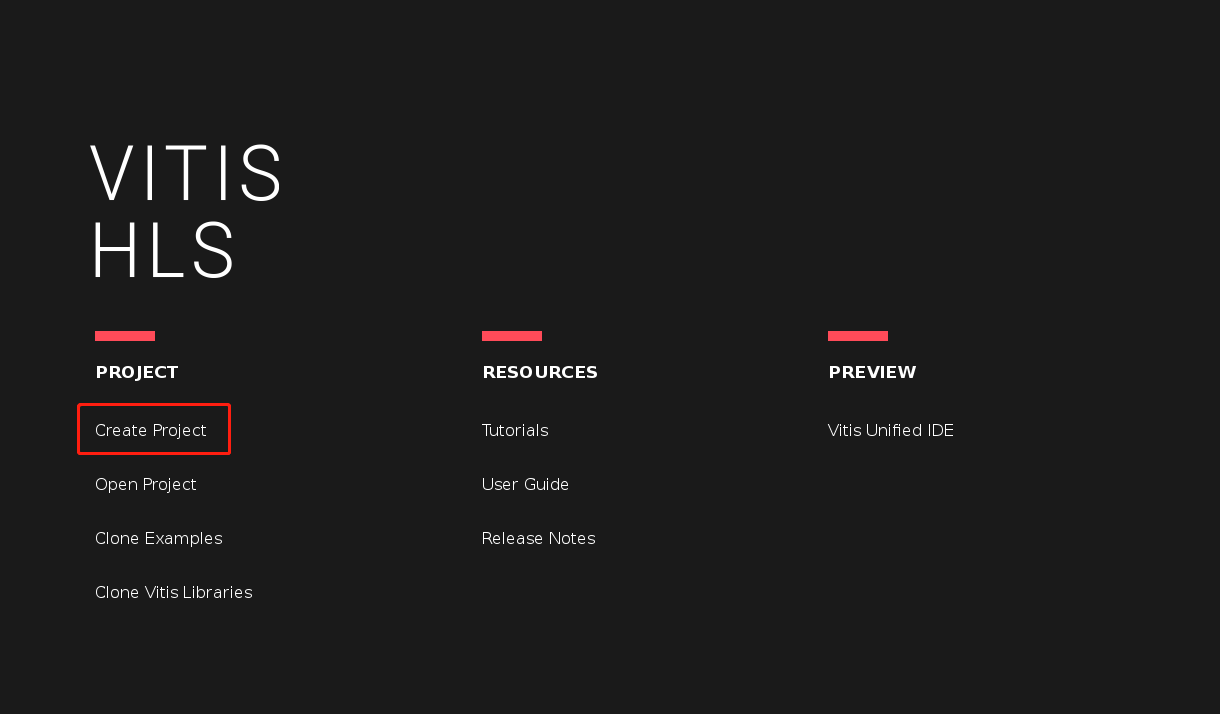 VITIS
HLS
PROJECT
Create Project
Open Project
Clone Examples
Clone Vitis Libraries
RESOURCES
Tutorials
User Guide
Release Notes
PREVIEW
Vitis Unified IDE